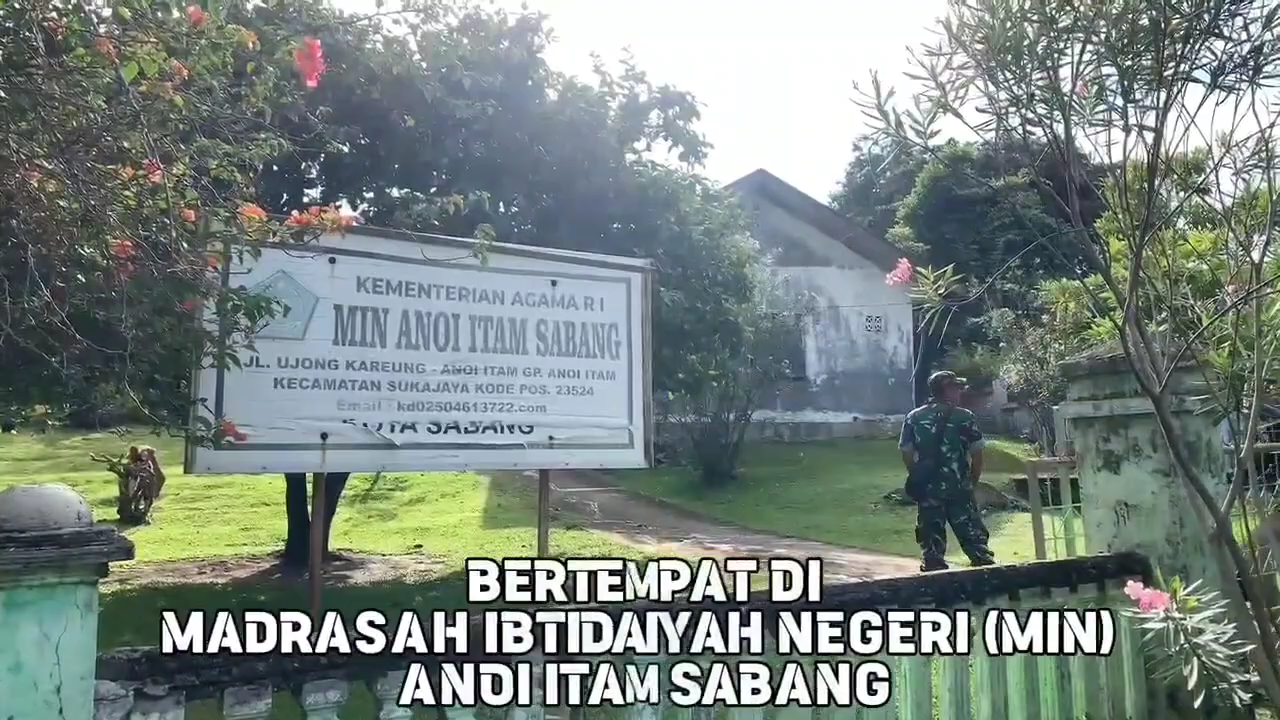 KEMENTERIAN AGAMA R I
MIN ANOI ITAM SABANG
JL. UJONG KAREUNG - ANOI ITAM GP. ANOI ITAM
KECAMATAN SUKAJAYA KODE POS. 23524
Email : kd02504613722.com
KOTA SABANG
BERTEMPAT DI
MADRASAH IBTIDAIYAH NEGERI (MIN)
ANOI ITAM SABANG